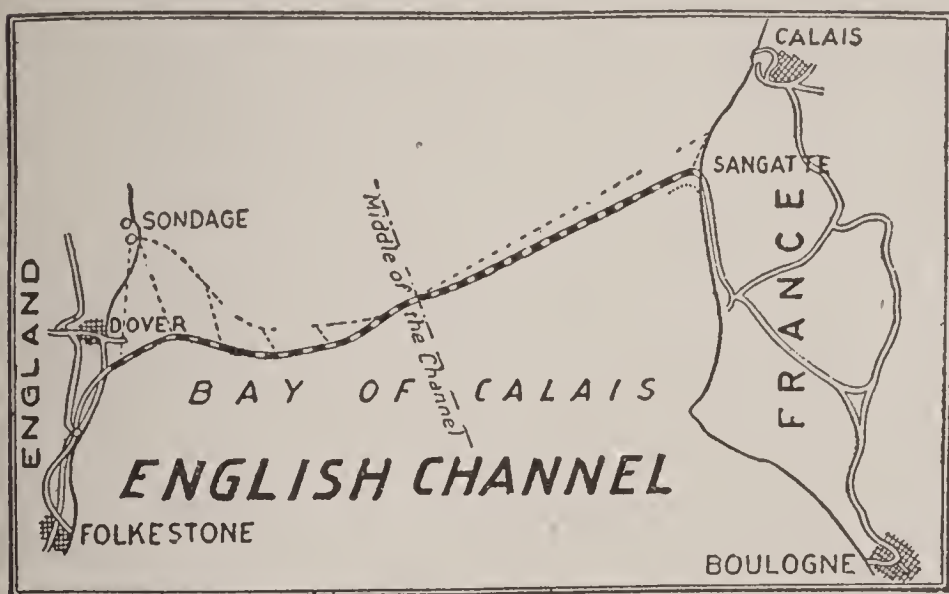 CALAIS
SANGATTE
SONDAGE
DOVER
ENGLAND
Middle of the Channel
FRANCE
BAY OF CALAIS
ENGLISH CHANNEL
FOLKESTONE
BOULOGNE